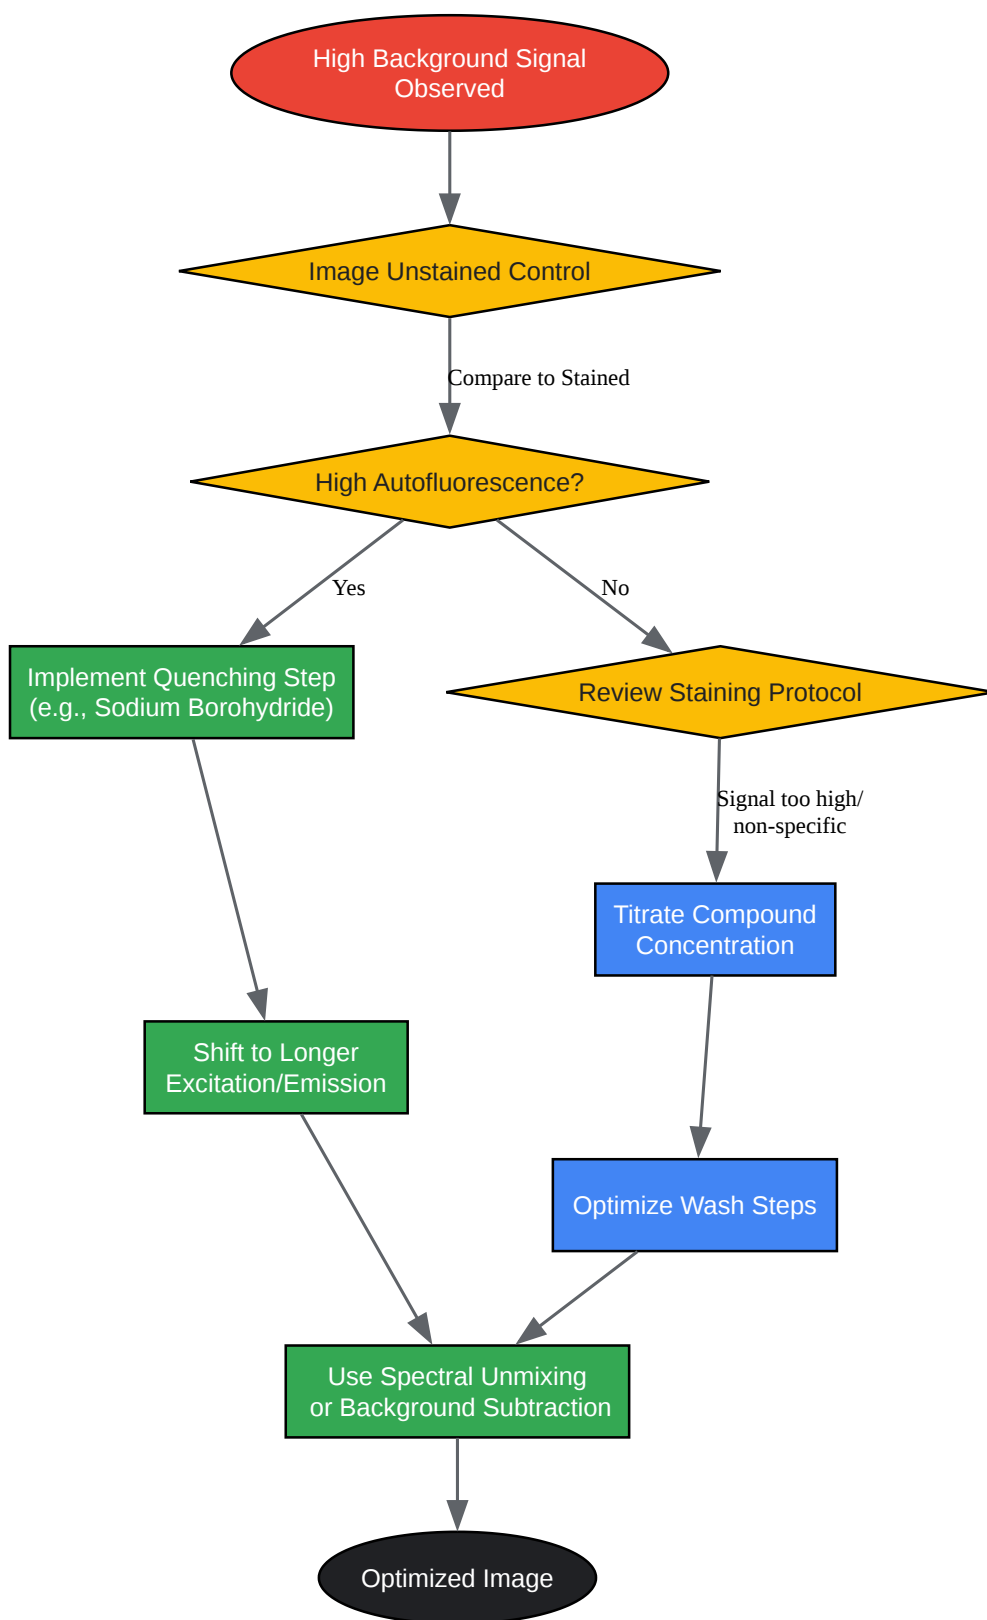 High Background Signal
Observed
Image Unstained Control
Compare to Stained
High Autofluorescence?
Yes
No
Implement Quenching Step
(e.g., Sodium Borohydride)
Review Staining Protocol
Signal too high/
non-specific
Titrate Compound
Concentration
Shift to Longer
Excitation/Emission
Optimize Wash Steps
Use Spectral Unmixing
or Background Subtraction
Optimized Image